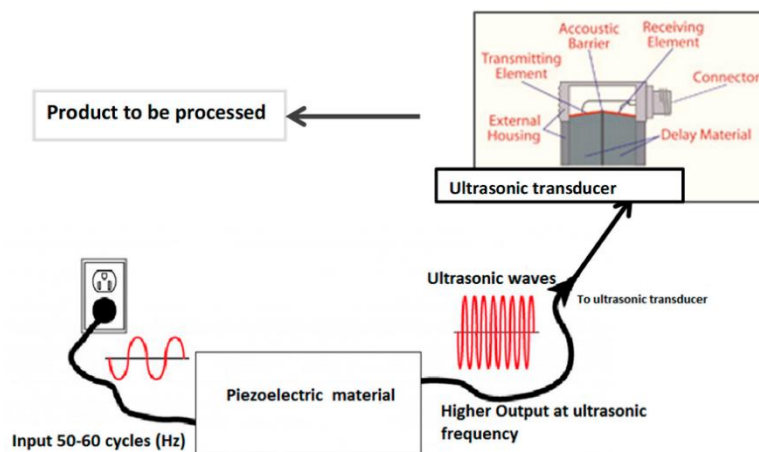 Accoustic
Barrier
Receiving
Element
Transmitting
Element
Connector
Product to be processed
External
Housing
Delay Material
Ultrasonic transducer
Ultrasonic waves
To ultrasonic transducer
Piezoelectric material
Higher Output at ultrasonic
frequency
Input 50-60 cycles (Hz)